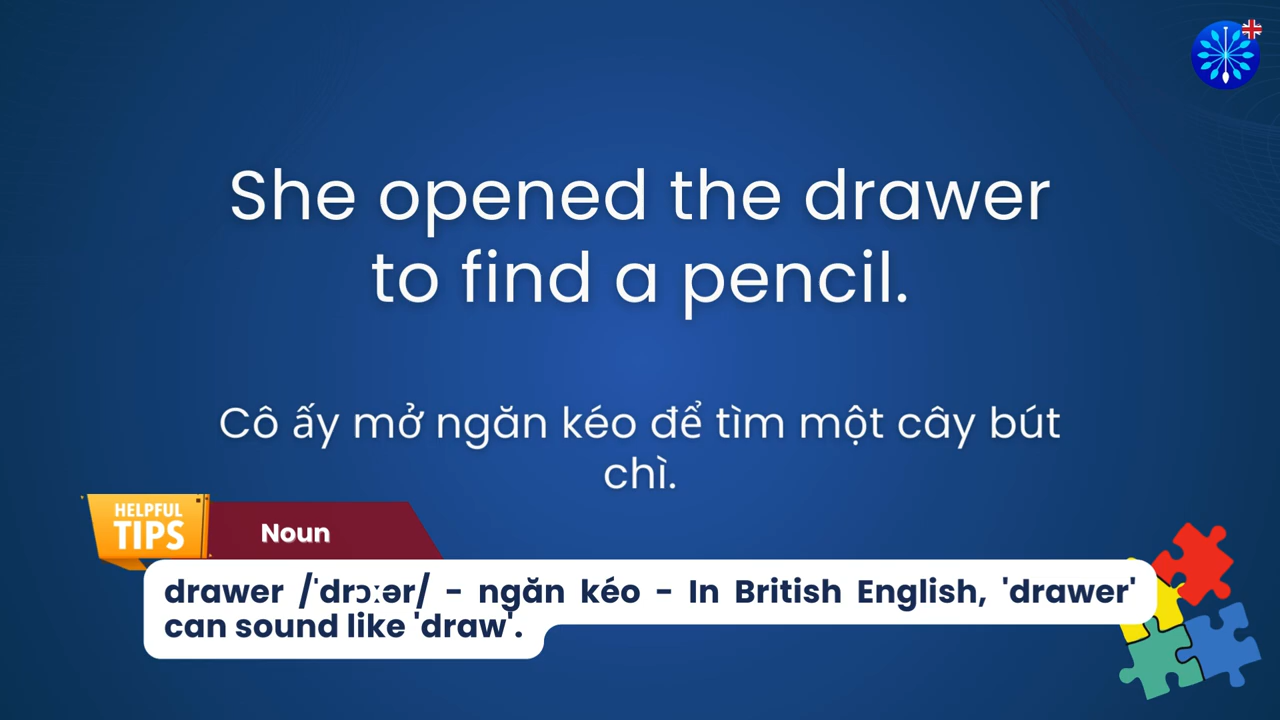 She opened the drawer
to find a pencil.
Cô ấy mở ngăn kéo để tìm một cây bút
chì.
HELPFUL
TIPS
Noun
drawer /ˈdrɔːər/ - ngăn kéo - In British English, 'drawer'
can sound like 'draw'.